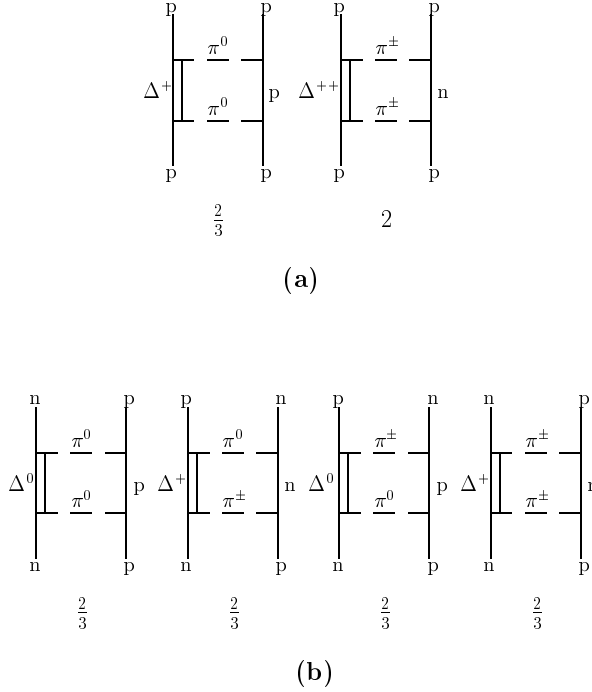 p p p p
π⁰ π±
Δ⁺ p Δ⁺⁺ n
π⁰ π±
p p p p
2/3 2
(a)
n p p n p n n p
π⁰ π⁰ π± π±
Δ⁰ p Δ⁺ n Δ⁰ p Δ⁺
π⁰ π± π⁰ π±
n p n p n p n p
2/3 2/3 2/3 2/3
(b)